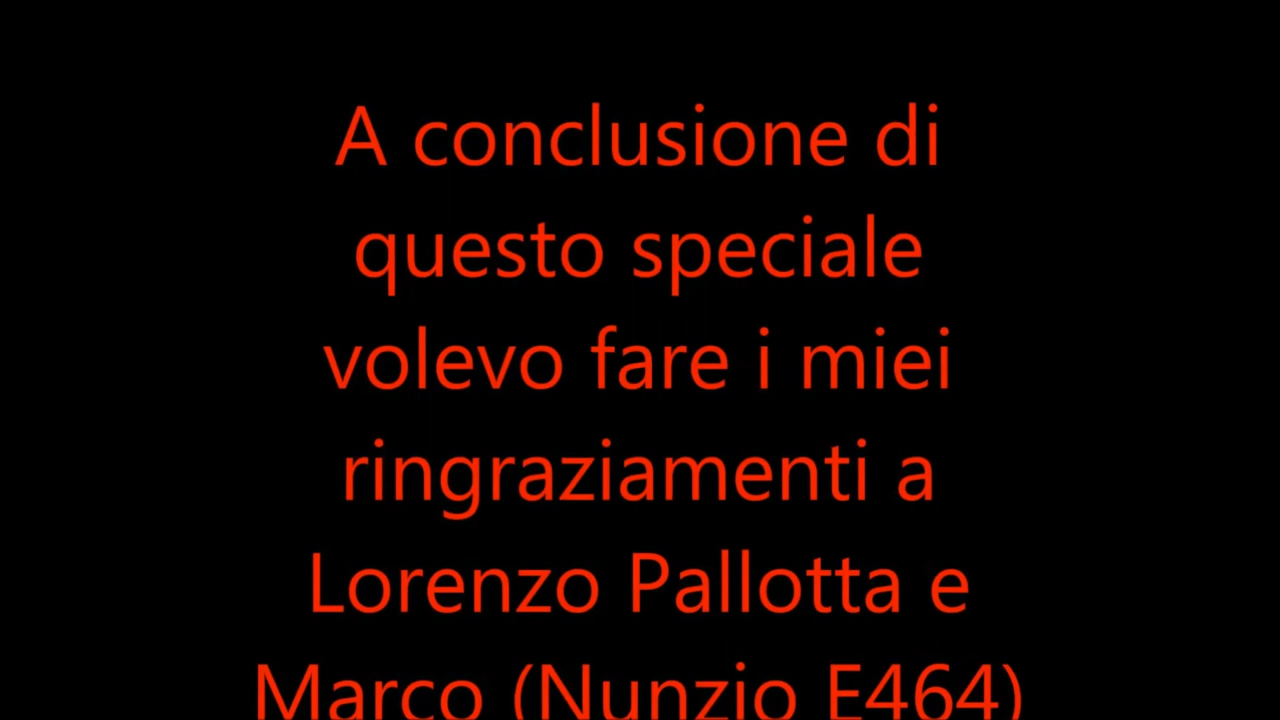 A conclusione di
questo speciale
volevo fare i miei
ringraziamenti a
Lorenzo Pallotta e
Marco (Nunzio E464)